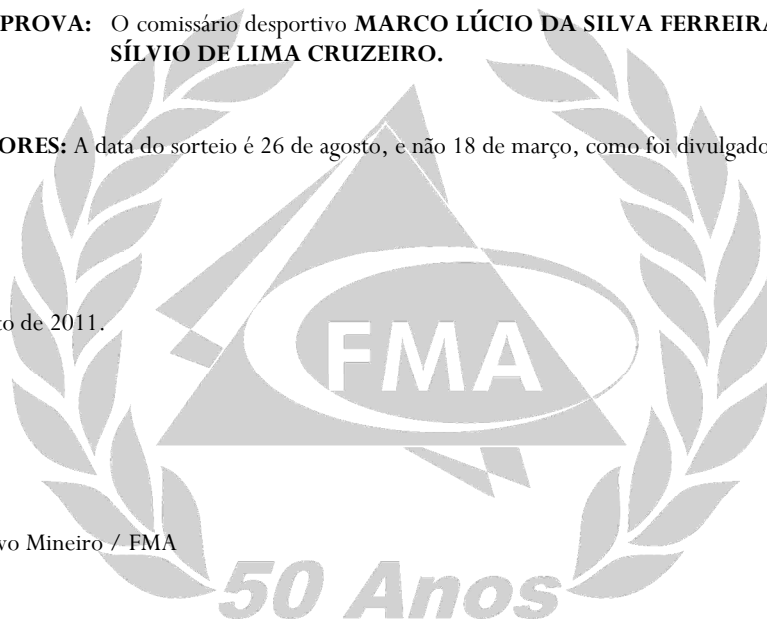 PROVA: O comissário desportivo MARCO LÚCIO DA SILVA FERREIRA
SÍLVIO DE LIMA CRUZEIRO.
ORES: A data do sorteio é 26 de agosto, e não 18 de março, como foi divulgado
to de 2011.
FMA
vo Mineiro / FMA
50 Anos